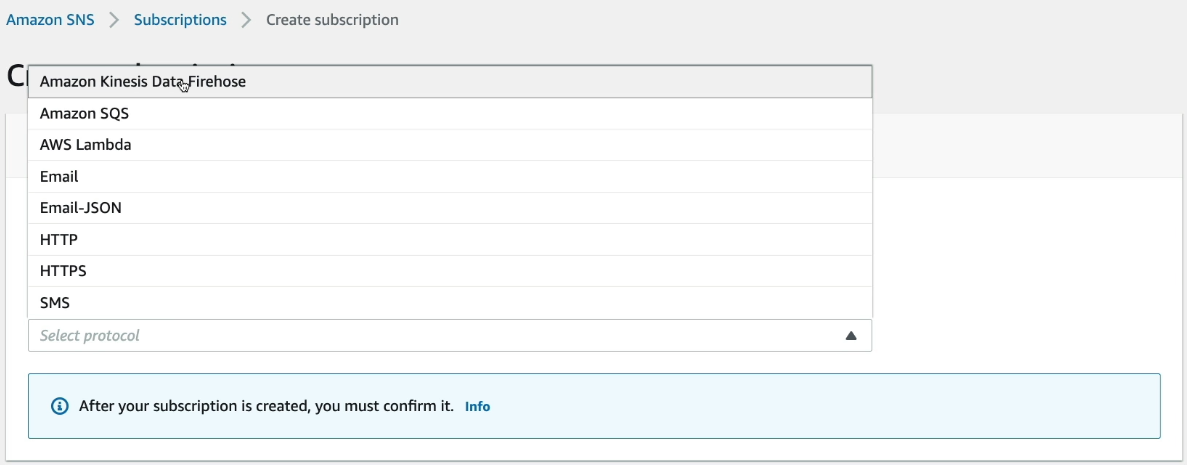 Amazon SNS > Subscriptions > Create subscription
Amazon Kinesis Data Firehose
Amazon SQS
AWS Lambda
Email
Email-JSON
HTTP
HTTPS
SMS
Select protocol
After your subscription is created, you must confirm it. Info